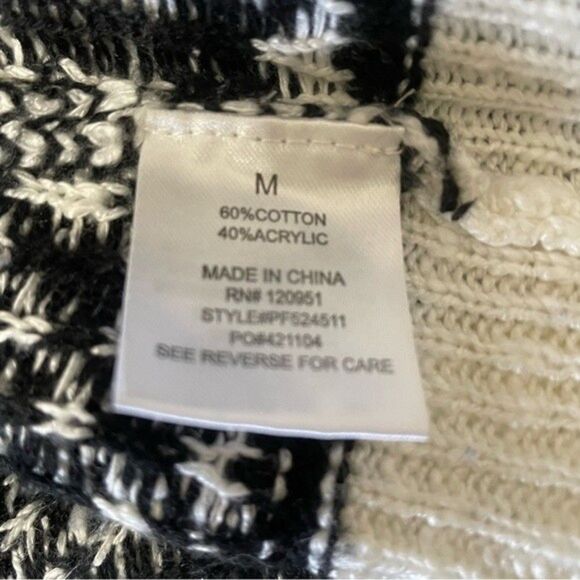 M
60%COTTON
40%ACRYLIC
MADE IN CHINA
RN# 120951
STYLE#PF524511
PO#421104
SEE REVERSE FOR CARE